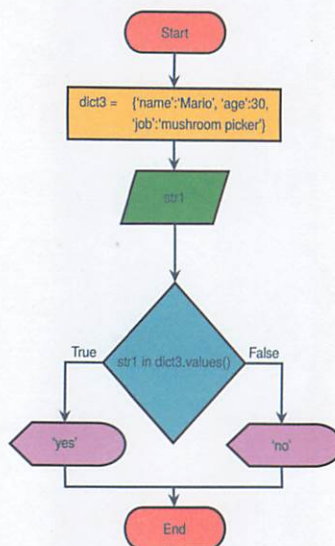 Start
dict3 = {‘name’:‘Mario’, ‘age’:30,
‘job’:‘mushroom picker’}
str1
str1 in dict3.values()
True
False
‘yes’
‘no’
End